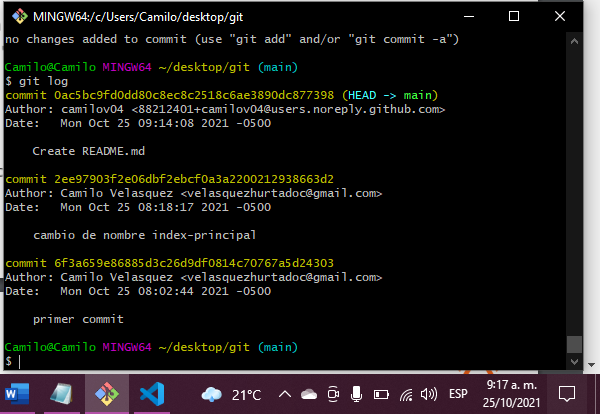 MINGW64:/c/Users/Camilo/desktop/git
no changes added to commit (use "git add" and/or "git commit -a")
Camilo@Camilo MINGW64 ~/desktop/git (main)
$ git log
commit 0ac5bc9fd0dd80c8ec8c2518c6ae3890dc877398 (HEAD -> main)
Author: camilov04 <88212401+camilov04@users.noreply.github.com>
Date:   Mon Oct 25 09:14:08 2021 -0500
Create README.md
commit 2ee97903f2e06dbf2ebcf0a3a2200212938663d2
Author: Camilo Velasquez <velasquezhurtadoc@gmail.com>
Date:   Mon Oct 25 08:18:17 2021 -0500
cambio de nombre index-principal
commit 6f3a659e86885d3c26d9df0814c70767a5d24303
Author: Camilo Velasquez <velasquezhurtadoc@gmail.com>
Date:   Mon Oct 25 08:02:44 2021 -0500
primer commit
Camilo@Camilo MINGW64 ~/desktop/git (main)
$
21°C ESP 9:17 a. m.
25/10/2021